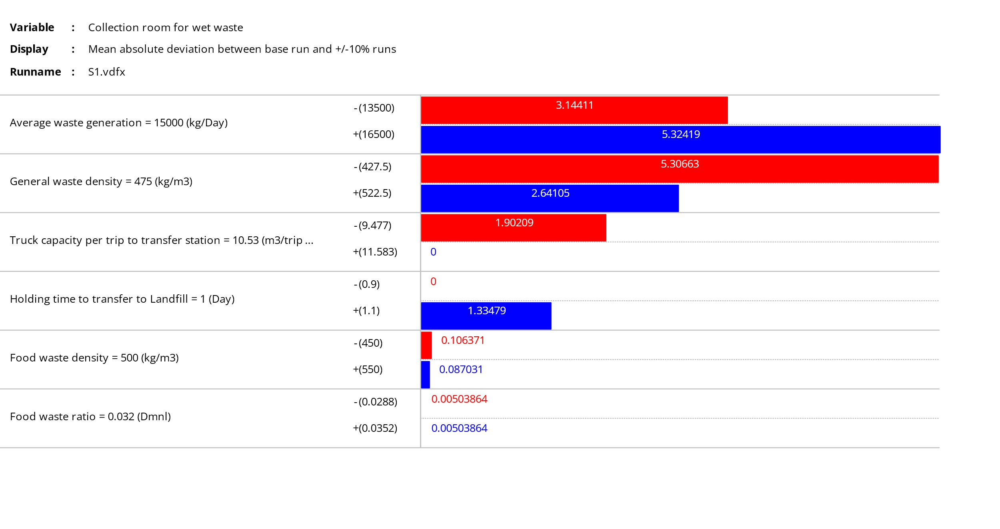 Variable : Collection room for wet waste
Display : Mean absolute deviation between base run and +/-10% runs
Runname : S1.vdfx
Average waste generation = 15000 (kg/Day)
-(13500) 3.14411
+(16500) 5.32419
General waste density = 475 (kg/m3)
-(427.5) 5.30663
+(522.5) 2.64105
Truck capacity per trip to transfer station = 10.53 (m3/trip ...
-(9.477) 1.90209
+(11.583) 0
Holding time to transfer to Landfill = 1 (Day)
-(0.9) 0
+(1.1) 1.33479
Food waste density = 500 (kg/m3)
-(450) 0.106371
+(550) 0.087031
Food waste ratio = 0.032 (Dmnl)
-(0.0288) 0.00503864
+(0.0352) 0.00503864